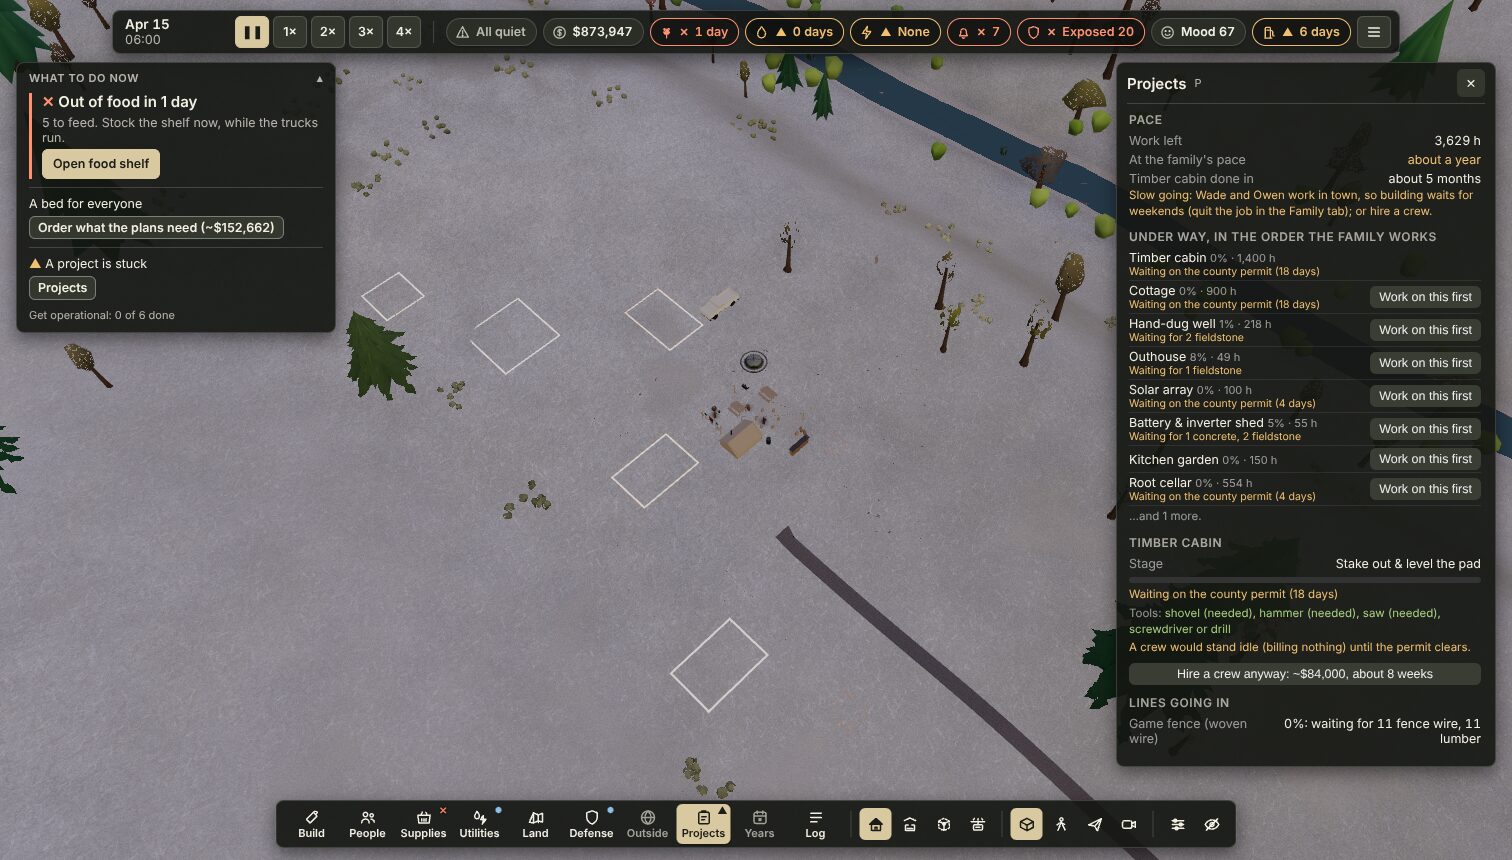 Apr 15
06:00
1×
2×
3×
4×
All quiet
$873,947
× 1 day
0 days
None
× 7
× Exposed 20
Mood 67
6 days
WHAT TO DO NOW
× Out of food in 1 day
5 to feed. Stock the shelf now, while the trucks
run.
Open food shelf
A bed for everyone
Order what the plans need (~$152,662)
A project is stuck
Projects
Get operational: 0 of 6 done
Projects P
×
PACE
Work left 3,629 h
At the family's pace about a year
Timber cabin done in about 5 months
Slow going: Wade and Owen work in town, so building waits for
weekends (quit the job in the Family tab); or hire a crew.
UNDER WAY, IN THE ORDER THE FAMILY WORKS
Timber cabin 0% · 1,400 h
Waiting on the county permit (18 days)
Cottage 0% · 900 h
Waiting on the county permit (18 days)
Work on this first
Hand-dug well 1% · 218 h
Waiting for 2 fieldstone
Work on this first
Outhouse 8% · 49 h
Waiting for 1 fieldstone
Work on this first
Solar array 0% · 100 h
Waiting on the county permit (4 days)
Work on this first
Battery & inverter shed 5% · 55 h
Waiting for 1 concrete, 2 fieldstone
Work on this first
Kitchen garden 0% · 150 h
Work on this first
Root cellar 0% · 554 h
Waiting on the county permit (4 days)
Work on this first
...and 1 more.
TIMBER CABIN
Stage Stake out & level the pad
Waiting on the county permit (18 days)
Tools: shovel (needed), hammer (needed), saw (needed),
screwdriver or drill
A crew would stand idle (billing nothing) until the permit clears.
Hire a crew anyway: ~$84,000, about 8 weeks
LINES GOING IN
Game fence (woven 0%: waiting for 11 fence wire, 11
wire) lumber
Build
People
Supplies
Utilities
Land
Defense
Outside
Projects
Years
Log